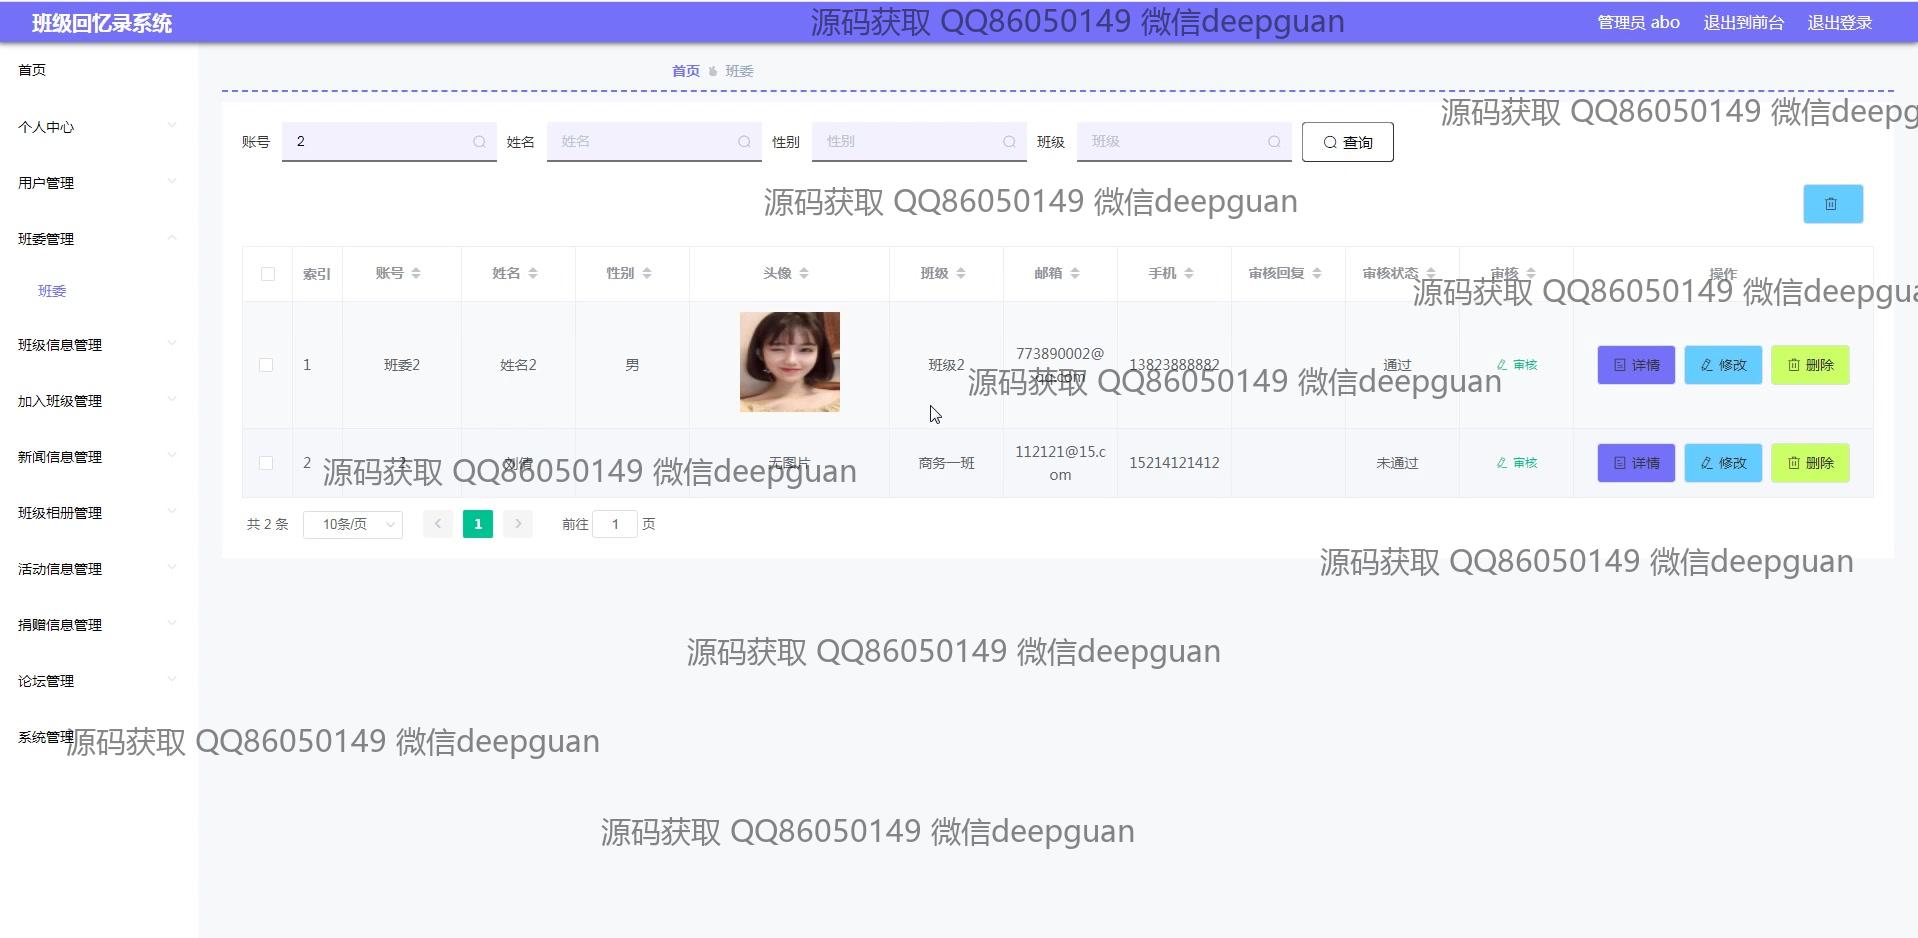 班级回忆录系统
源码获取 QQ86050149 微信deepguan
管理员 abo 退出到前台 退出登录
首页
首页 班委
个人中心
用户管理
班委管理
班委
班级信息管理
加入班级管理
新闻信息管理
班级相册管理
活动信息管理
捐赠信息管理
论坛管理
系统管理
源码获取 QQ86050149 微信deepg
账号 2 姓名 姓名 性别 性别 班级 班级 查询
源码获取 QQ86050149 微信deepguan
索引 账号 姓名 性别 头像 班级 邮箱 手机 审核回复 审核状态 审核 操作
源码获取 QQ86050149 微信deepgua
1 班委2 姓名2 男 班级2 773890002@qq.com 13823888882 通过 审核 详情 修改 删除
源码获取 QQ86050149 微信deepguan
2 2 刘倩 无图片 商务一班 112121@15.com 15214121412 未通过 审核 详情 修改 删除
源码获取 QQ86050149 微信deepguan
共 2 条 10条/页 1 前往 1 页
源码获取 QQ86050149 微信deepguan
源码获取 QQ86050149 微信deepguan
源码获取 QQ86050149 微信deepguan
源码获取 QQ86050149 微信deepguan